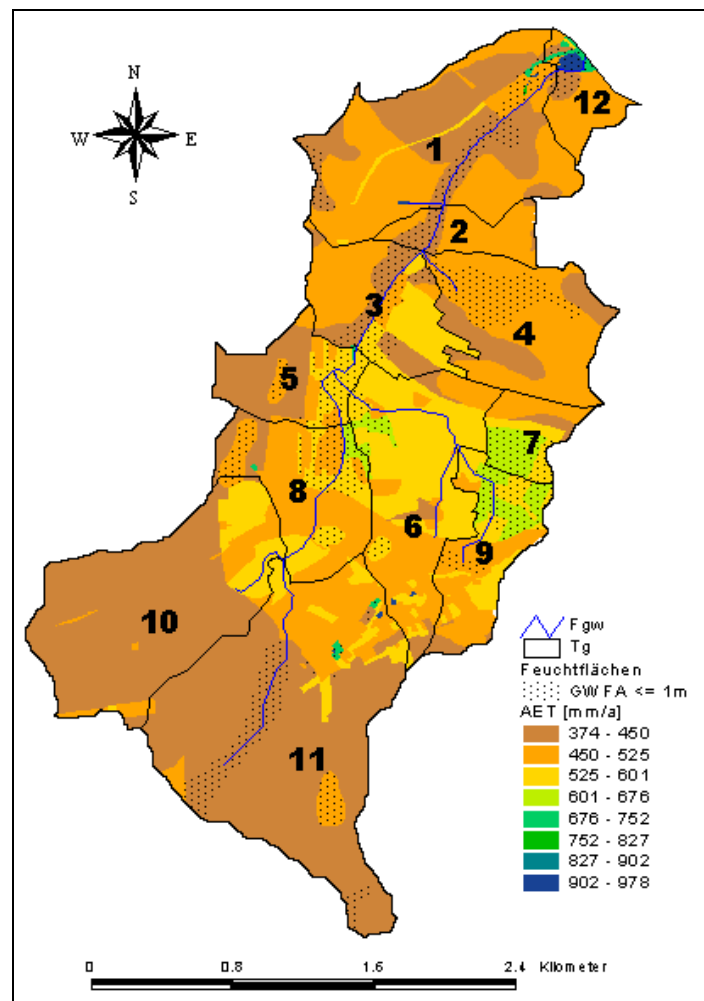 N
W E
S
12
1
2
3
4
5
7
8
6
9
10
11
Fgw
Tg
Feuchtflächen
GWFA <= 1m
AET [mm/a]
374 - 450
450 - 525
525 - 601
601 - 676
676 - 752
752 - 827
827 - 902
902 - 978
0 0.8 1.6 2.4 Kilometer